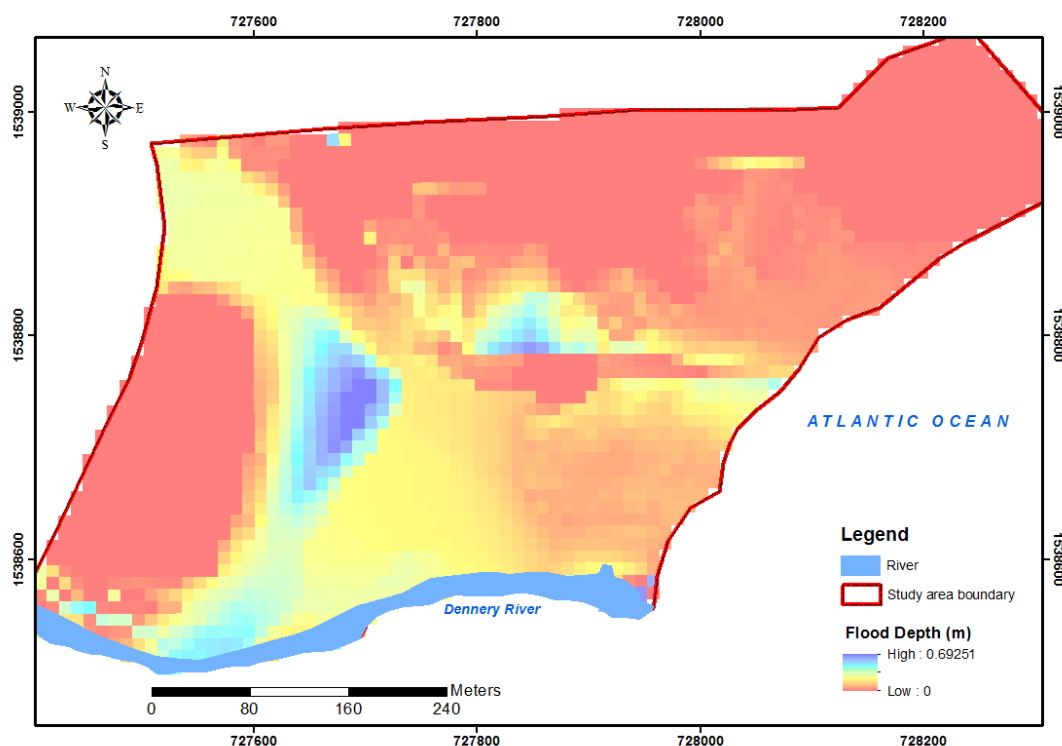 727600 727800 728000 728200
N
W E
S
1539000 1539000
1538800 1538800
ATLANTIC OCEAN
1538600 1538600
Legend
River
Study area boundary
Dennery River
Flood Depth (m)
High : 0.69251
Low : 0
Meters
0 80 160 240
727600 727800 728000 728200